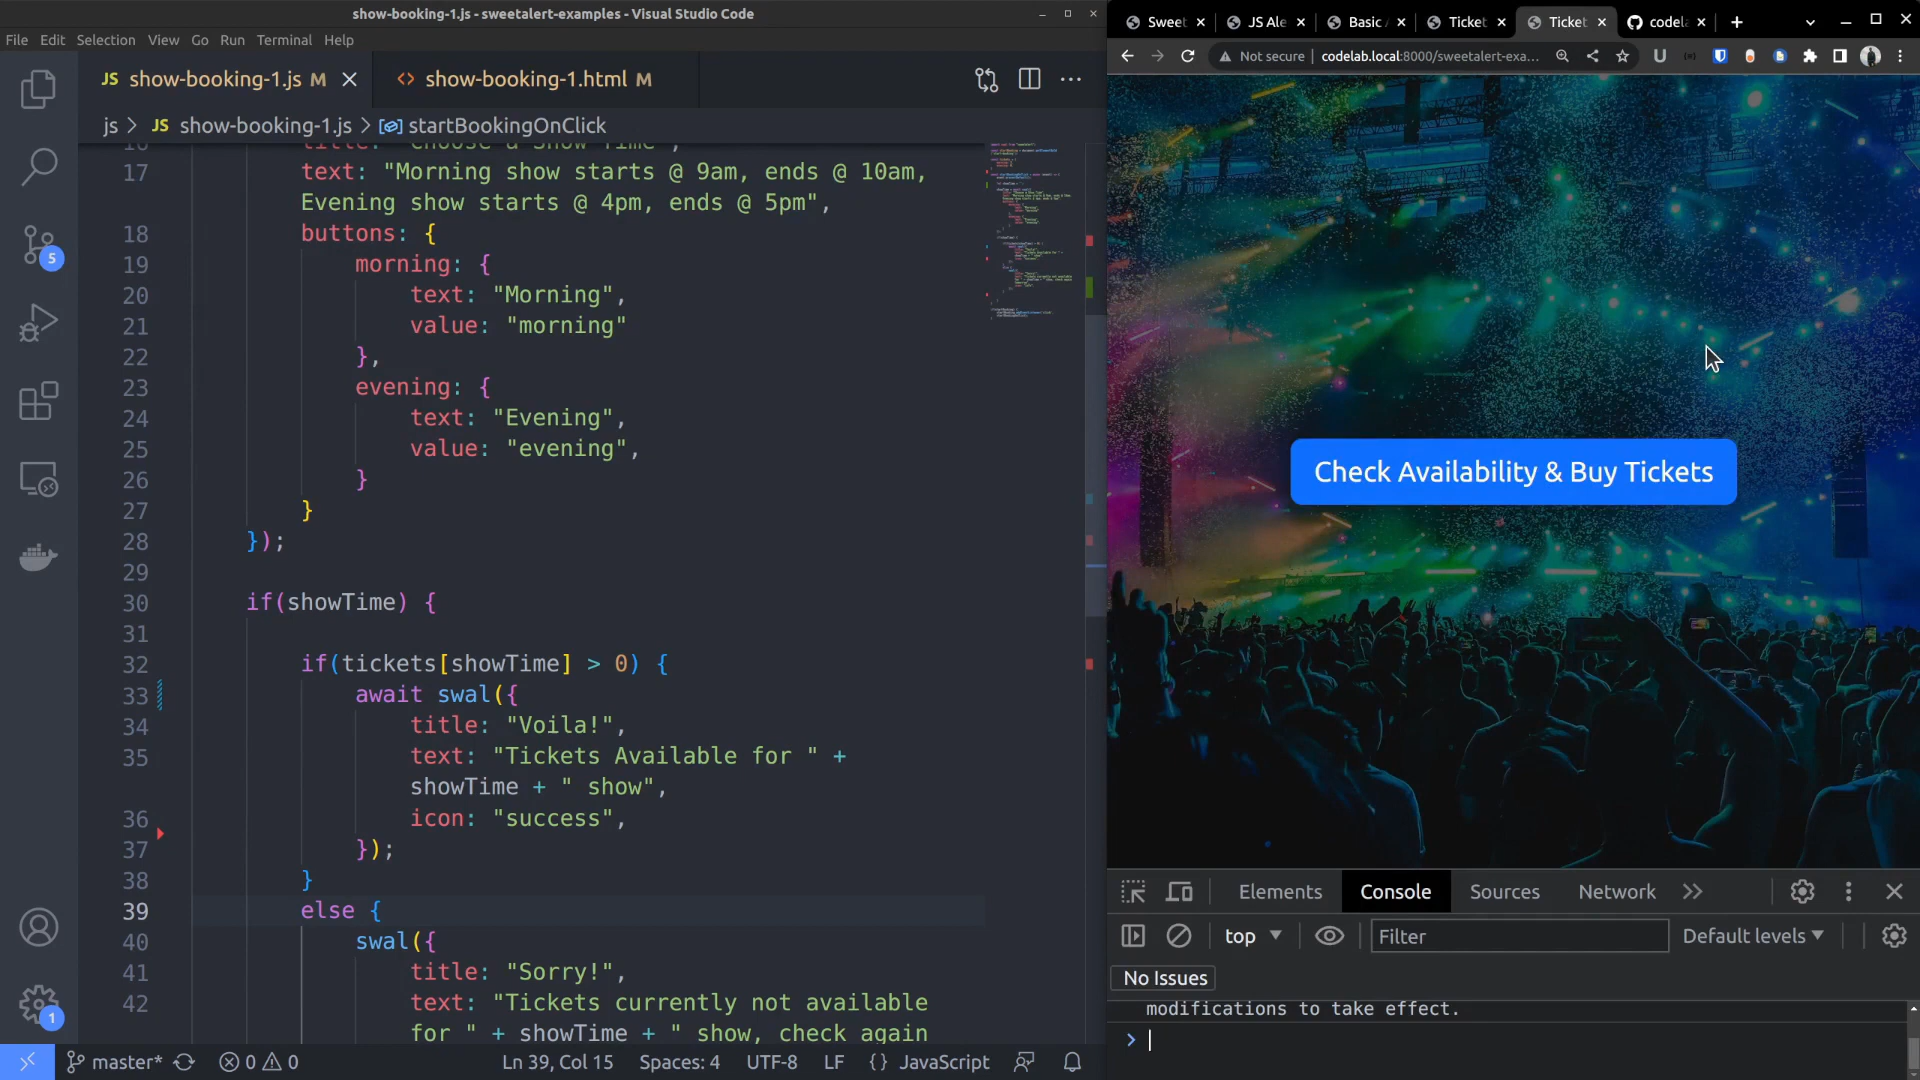 show-booking-1.js - sweetalert-examples - Visual Studio Code
File Edit Selection View Go Run Terminal Help
JS show-booking-1.js M
<> show-booking-1.html M
js > JS show-booking-1.js > startBookingOnClick
17 text: "Morning show starts @ 9am, ends @ 10am,
Evening show starts @ 4pm, ends @ 5pm",
18 buttons: {
19 morning: {
20 text: "Morning",
21 value: "morning"
22 },
23 evening: {
24 text: "Evening",
25 value: "evening",
26 }
27 }
28 });
29
30 if(showTime) {
31
32 if(tickets[showTime] > 0) {
33 await swal({
34 title: "Voila!",
35 text: "Tickets Available for " +
showTime + " show",
36 icon: "success",
37 });
38 }
39 else {
40 swal({
41 title: "Sorry!",
42 text: "Tickets currently not available
for " + showTime + " show, check again
5
1
master* 0 0 Ln 39, Col 15 Spaces: 4 UTF-8 LF {} JavaScript
Sweet JS Ale Basic Ticket Ticket codela
Not secure codelab.local:8000/sweetalert-exa...
Check Availability & Buy Tickets
Elements Console Sources Network
top Filter Default levels
No Issues
modifications to take effect.
>